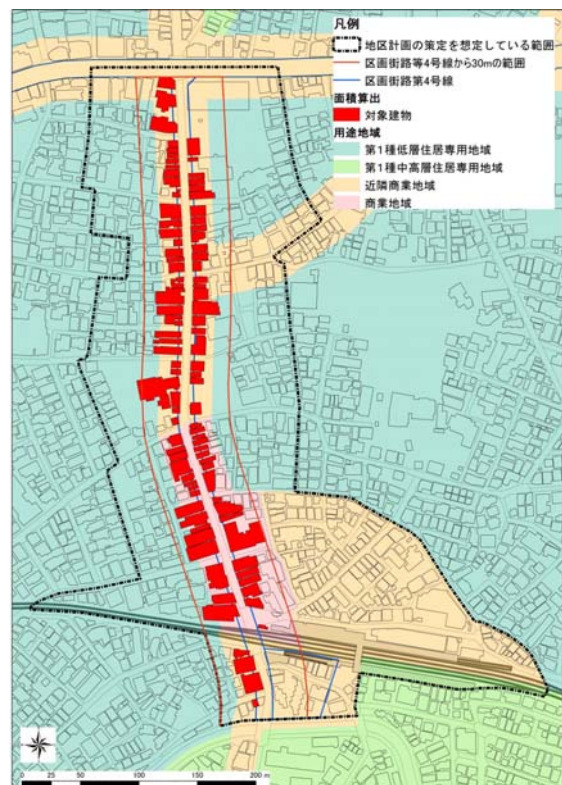 凡例
地区計画の策定を想定している範囲
区画街路等4号線から30mの範囲
区画街路第4号線
面積算出
対象建物
用途地域
第1種低層住居専用地域
第1種中高層住居専用地域
近隣商業地域
商業地域
0 25 50 100 150 200 m